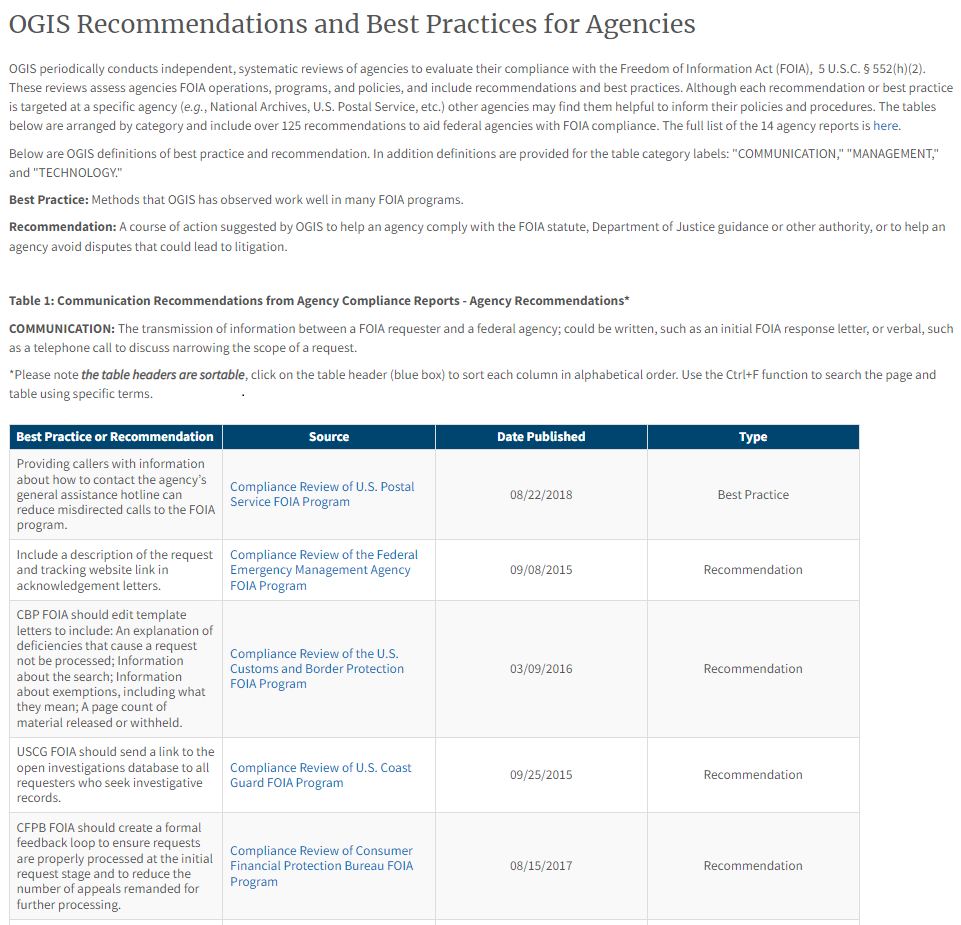 OGIS Recommendations and Best Practices for Agencies
OGIS periodically conducts independent, systematic reviews of agencies to evaluate their compliance with the Freedom of Information Act (FOIA),  5 U.S.C. § 552(h)(2).
These reviews assess agencies FOIA operations, programs, and policies, and include recommendations and best practices. Although each recommendation or best practice
is targeted at a specific agency (e.g., National Archives, U.S. Postal Service, etc.) other agencies may find them helpful to inform their policies and procedures. The tables
below are arranged by category and include over 125 recommendations to aid federal agencies with FOIA compliance. The full list of the 14 agency reports is here.
Below are OGIS definitions of best practice and recommendation. In addition definitions are provided for the table category labels: "COMMUNICATION," "MANAGEMENT,"
and "TECHNOLOGY."
Best Practice: Methods that OGIS has observed work well in many FOIA programs.
Recommendation: A course of action suggested by OGIS to help an agency comply with the FOIA statute, Department of Justice guidance or other authority, or to help an
agency avoid disputes that could lead to litigation.
Table 1: Communication Recommendations from Agency Compliance Reports - Agency Recommendations*
COMMUNICATION: The transmission of information between a FOIA requester and a federal agency; could be written, such as an initial FOIA response letter, or verbal, such
as a telephone call to discuss narrowing the scope of a request.
*Please note the table headers are sortable, click on the table header (blue box) to sort each column in alphabetical order. Use the Ctrl+F function to search the page and
table using specific terms.
Best Practice or Recommendation
Source
Date Published
Type
Providing callers with information
about how to contact the agency's
general assistance hotline can
reduce misdirected calls to the FOIA
program.
Compliance Review of U.S. Postal
Service FOIA Program
08/22/2018
Best Practice
Include a description of the request
and tracking website link in
acknowledgement letters.
Compliance Review of the Federal
Emergency Management Agency
FOIA Program
09/08/2015
Recommendation
CBP FOIA should edit template
letters to include: An explanation of
deficiencies that cause a request
not be processed; Information
about the search; Information
about exemptions, including what
they mean; A page count of
material released or withheld.
Compliance Review of the U.S.
Customs and Border Protection
FOIA Program
03/09/2016
Recommendation
USCG FOIA should send a link to the
open investigations database to all
requesters who seek investigative
records.
Compliance Review of U.S. Coast
Guard FOIA Program
09/25/2015
Recommendation
CFPB FOIA should create a formal
feedback loop to ensure requests
are properly processed at the initial
request stage and to reduce the
number of appeals remanded for
further processing.
Compliance Review of Consumer
Financial Protection Bureau FOIA
Program
08/15/2017
Recommendation